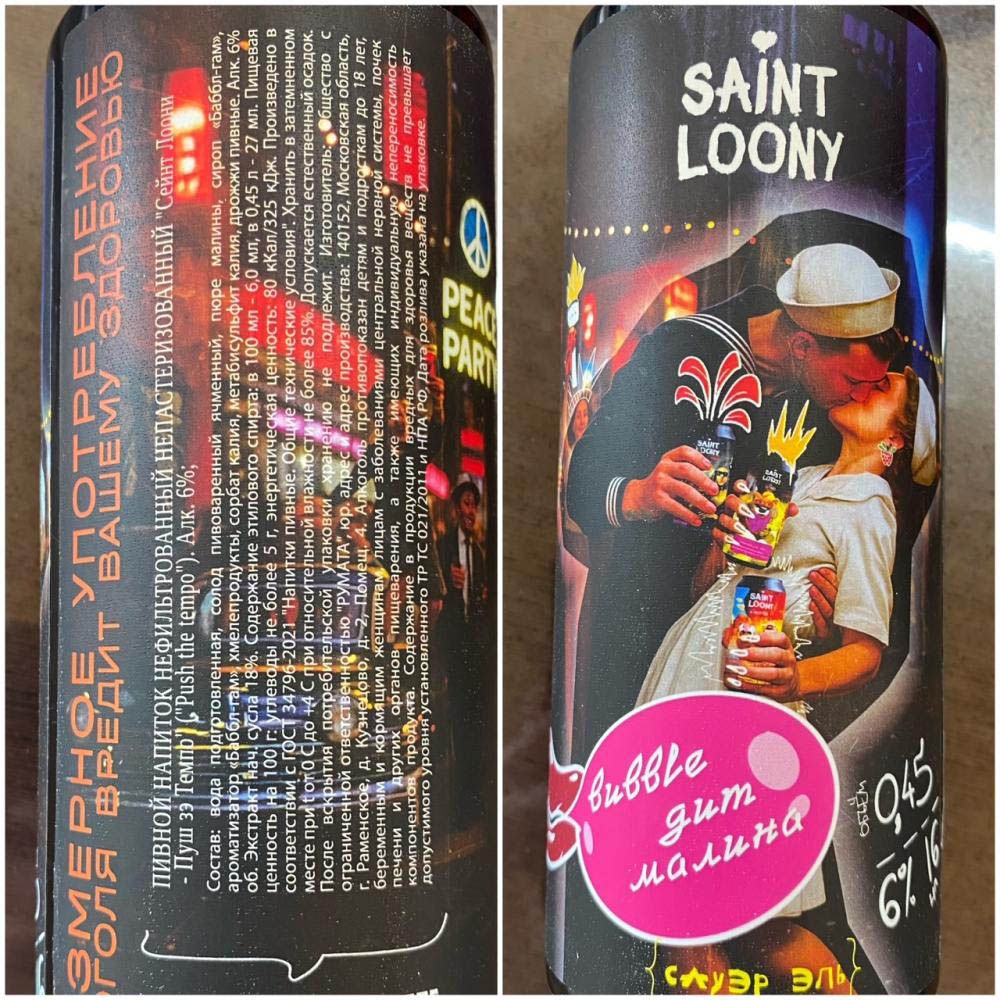 ЗМЕРНОЕ УПОТРЕБЛЕНИЕ
ГОЛЯ ВРЕДИТ ВАШЕМУ ЗДОРОВЬЮ
ПИВНОЙ НАПИТОК НЕФИЛЬТРОВАННЫЙ НЕПАСТЕРИЗОВАННЫЙ "Сейнт Лоони
- Пуш зэ Темпо" ("Push the tempo"). Алк. 6%;
Состав: вода подготовленная, солод пивоваренный ячменный, пюре малины, сироп «Баббл-гам»,
ароматизатор «Баббл-гам», хмелепродукты, сорбат калия, метабисульфит калия, дрожжи пивные. Алк. 6%
об. Экстракт нач. сусла 18%. Содержание этилового спирта: в 100 мл - 6,0 мл, в 0,45 л - 27 мл. Пищевая
ценность на 100 г: углеводы не более 5 г, энергетическая ценность: 80 кКал/325 кДж. Произведено в
соответствии с ГОСТ 34796-2021 "Напитки пивные. Общие технические условия". Хранить в затемненном
месте при t от 0 С до +4 С при относительной влажности не более 85%. Допускается естественный осадок.
После вскрытия потребительской упаковки хранению не подлежит. Изготовитель: общество с
ограниченной ответственностью "РУМАТА", юр. адрес и адрес производства: 140152, Московская область,
г. Раменское, д. Кузнецово, д-2, Помещ. 4. Алкоголь противопоказан детям и подросткам до 18 лет,
беременным и кормящим женщинам, лицам с заболеваниями центральной нервной системы, почек
печени и других органов пищеварения, а также имеющих индивидуальную непереносимость
компонентов продукта. Содержание в продукции вредных для здоровья веществ не превышает
допустимого уровня установленного ТР ТС 021/2011 и НПА РФ. Дата розлива указана на упаковке.
PEACE
PARTY
SAINT
LOONY
SAINT
LOONY
SAINT
LOONY
SAINT
LOONY
bubble
gum
малина
ОБЪЕМ
0,45
6% 16
{САУЭР ЭЛЬ}